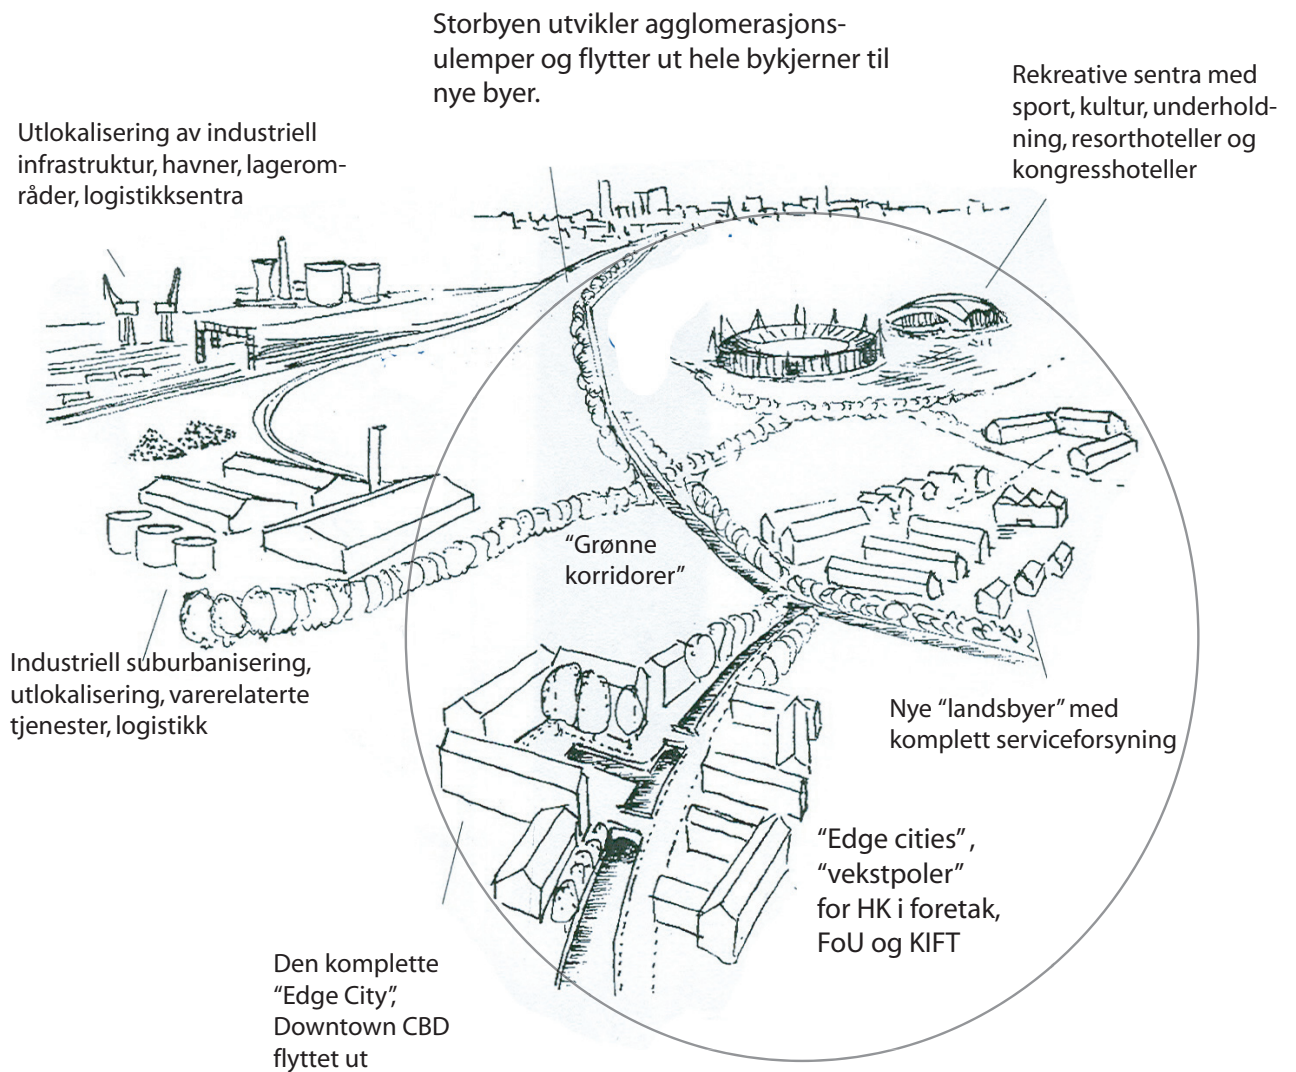 Storbyen utvikler agglomerasjons-
ulemper og flytter ut hele bykjerner til
nye byer.
Rekreative sentra med
sport, kultur, underhold-
ning, resorthoteller og
kongresshoteller
Utlokalisering av industriell
infrastruktur, havner, lagerom-
råder, logistikksentra
“Grønne
korridorer”
Industriell suburbanisering,
utlokalisering, varerelaterte
tjenester, logistikk
Nye “landsbyer” med
komplett serviceforsyning
“Edge cities” ,
“vekstpoler”
for HK i foretak,
FoU og KIFT
Den komplette
“Edge City”,
Downtown CBD
flyttet ut